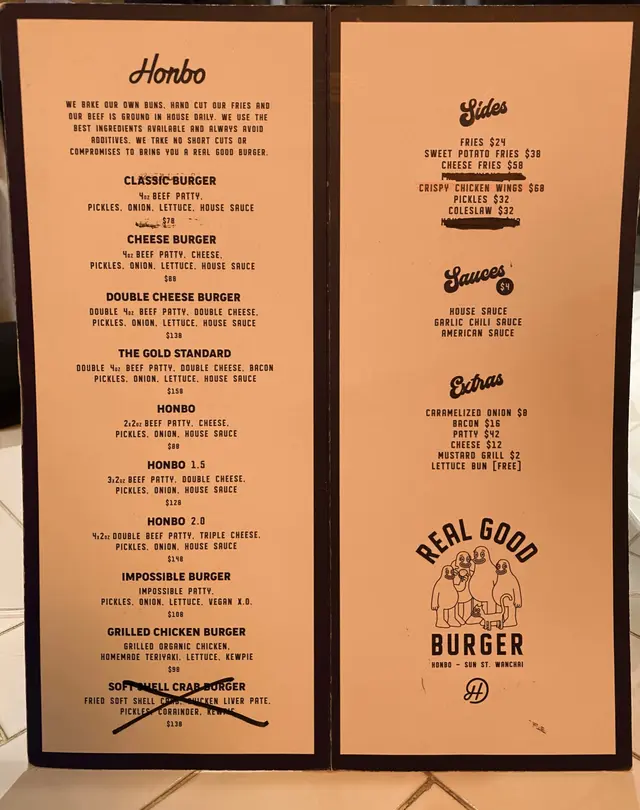 Honbo
WE BAKE OUR OWN BUNS, HAND CUT OUR FRIES AND
OUR BEEF IS GROUND IN HOUSE DAILY. WE USE THE
BEST INGREDIENTS AVAILABLE AND ALWAYS AVOID
ADDITIVES. WE TAKE NO SHORT CUTS OR
COMPROMISES TO BRING YOU A REAL GOOD BURGER.
CLASSIC BURGER
4oz BEEF PATTY,
PICKLES, ONION, LETTUCE, HOUSE SAUCE
$78
CHEESE BURGER
4oz BEEF PATTY, CHEESE,
PICKLES, ONION, LETTUCE, HOUSE SAUCE
$88
DOUBLE CHEESE BURGER
DOUBLE 4oz BEEF PATTY, DOUBLE CHEESE,
PICKLES, ONION, LETTUCE, HOUSE SAUCE
$138
THE GOLD STANDARD
DOUBLE 4oz BEEF PATTY, DOUBLE CHEESE, BACON
PICKLES, ONION, LETTUCE, HOUSE SAUCE
$158
HONBO
2x2oz BEEF PATTY, CHEESE,
PICKLES, ONION, HOUSE SAUCE
$88
HONBO 1.5
3x2oz BEEF PATTY, DOUBLE CHEESE,
PICKLES, ONION, HOUSE SAUCE
$128
HONBO 2.0
4x2oz DOUBLE BEEF PATTY, TRIPLE CHEESE,
PICKLES, ONION, HOUSE SAUCE
$148
IMPOSSIBLE BURGER
IMPOSSIBLE PATTY,
PICKLES, ONION, LETTUCE, VEGAN X.O.
$108
GRILLED CHICKEN BURGER
GRILLED ORGANIC CHICKEN,
HOMEMADE TERIYAKI, LETTUCE, KEWPIE
$98
SOFT SHELL CRAB BURGER
FRIED SOFT SHELL CRAB, CHICKEN LIVER PATE,
PICKLES, CORAINDER, KEWPIE
$138
Sides
FRIES $24
SWEET POTATO FRIES $38
CHEESE FRIES $58
CRISPY CHICKEN WINGS $68
PICKLES $32
COLESLAW $32
Sauces $4
HOUSE SAUCE
GARLIC CHILI SAUCE
AMERICAN SAUCE
Extras
CARAMELIZED ONION $8
BACON $16
PATTY $42
CHEESE $12
MUSTARD GRILL $2
LETTUCE BUN [FREE]
REAL GOOD
BURGER
HONBO - SUN ST. WANCHAI
H